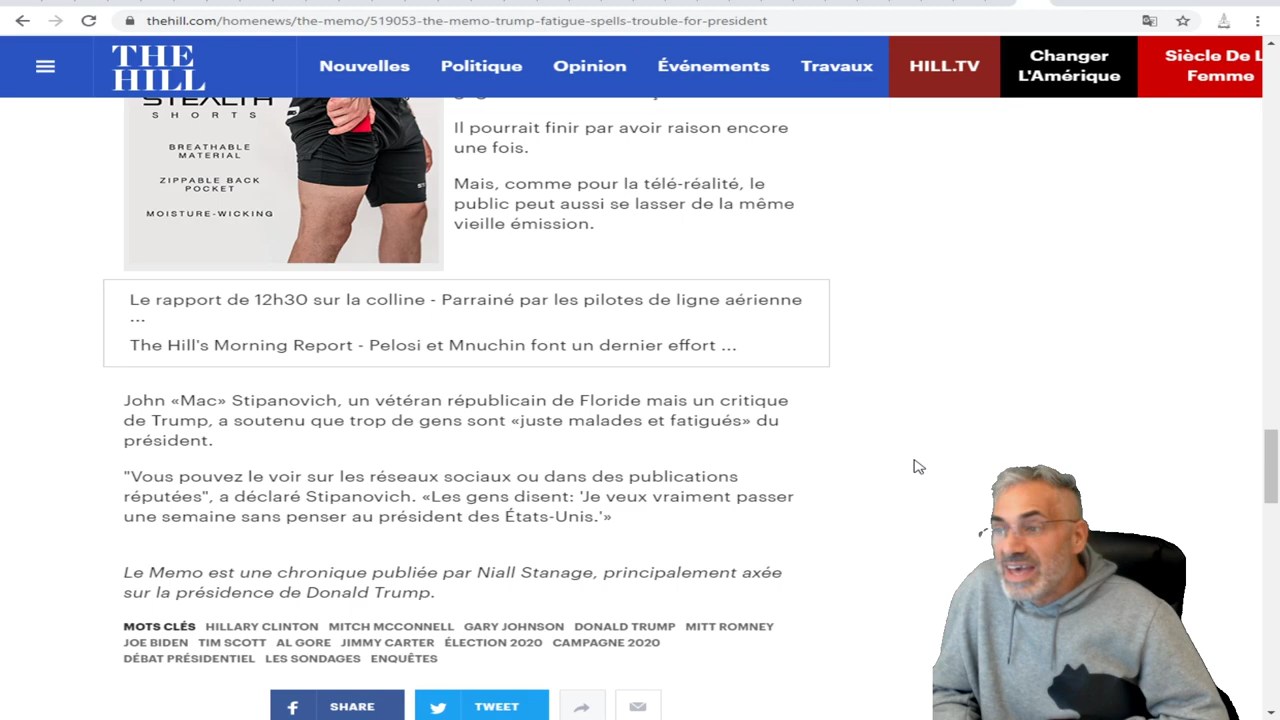 thehill.com/homenews/the-memo/519053-the-memo-trump-fatigue-spells-trouble-for-president
THE
HILL
Nouvelles
Politique
Opinion
Événements
Travaux
HILL.TV
Changer
L'Amérique
Siècle De L
Femme
STEALTH
SHORTS
BREATHABLE
MATERIAL
ZIPPABLE BACK
POCKET
MOISTURE-WICKING
Il pourrait finir par avoir raison encore
une fois.
Mais, comme pour la télé-réalité, le
public peut aussi se lasser de la même
vieille émission.
Le rapport de 12h30 sur la colline - Parrainé par les pilotes de ligne aérienne
...
The Hill's Morning Report - Pelosi et Mnuchin font un dernier effort ...
John «Mac» Stipanovich, un vétéran républicain de Floride mais un critique
de Trump, a soutenu que trop de gens sont «juste malades et fatigués» du
président.
"Vous pouvez le voir sur les réseaux sociaux ou dans des publications
réputées", a déclaré Stipanovich. «Les gens disent: 'Je veux vraiment passer
une semaine sans penser au président des États-Unis.'»
Le Memo est une chronique publiée par Niall Stanage, principalement axée
sur la présidence de Donald Trump.
MOTS CLÉS HILLARY CLINTON MITCH MCCONNELL GARY JOHNSON DONALD TRUMP MITT ROMNEY
JOE BIDEN TIM SCOTT AL GORE JIMMY CARTER ÉLECTION 2020 CAMPAGNE 2020
DÉBAT PRÉSIDENTIEL LES SONDAGES ENQUÊTES
SHARE
TWEET